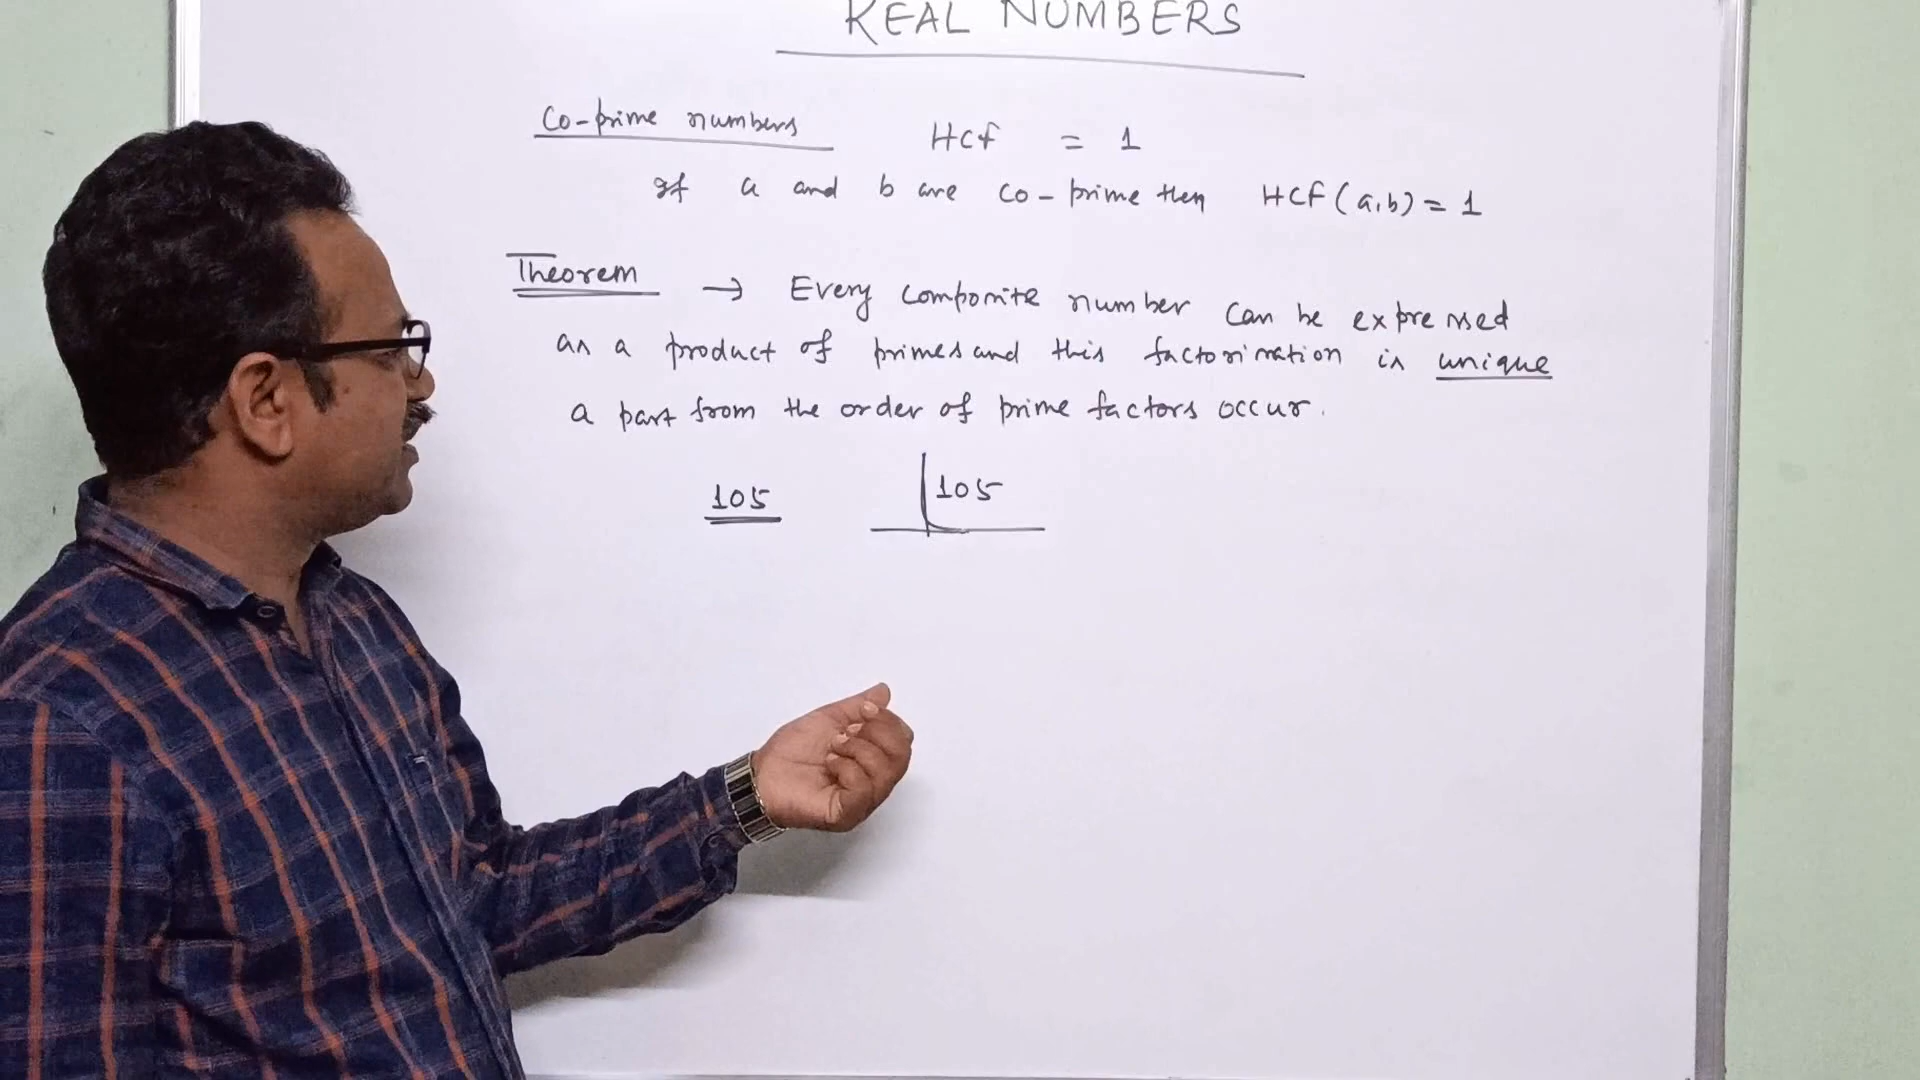 REAL NUMBERS
Co-prime numbers HCF = 1
If a and b are co-prime then HCF(a,b) = 1
Theorem → Every composite number can be expressed
as a product of primes and this factorisation is unique
a part from the order of prime factors occur.
105 105